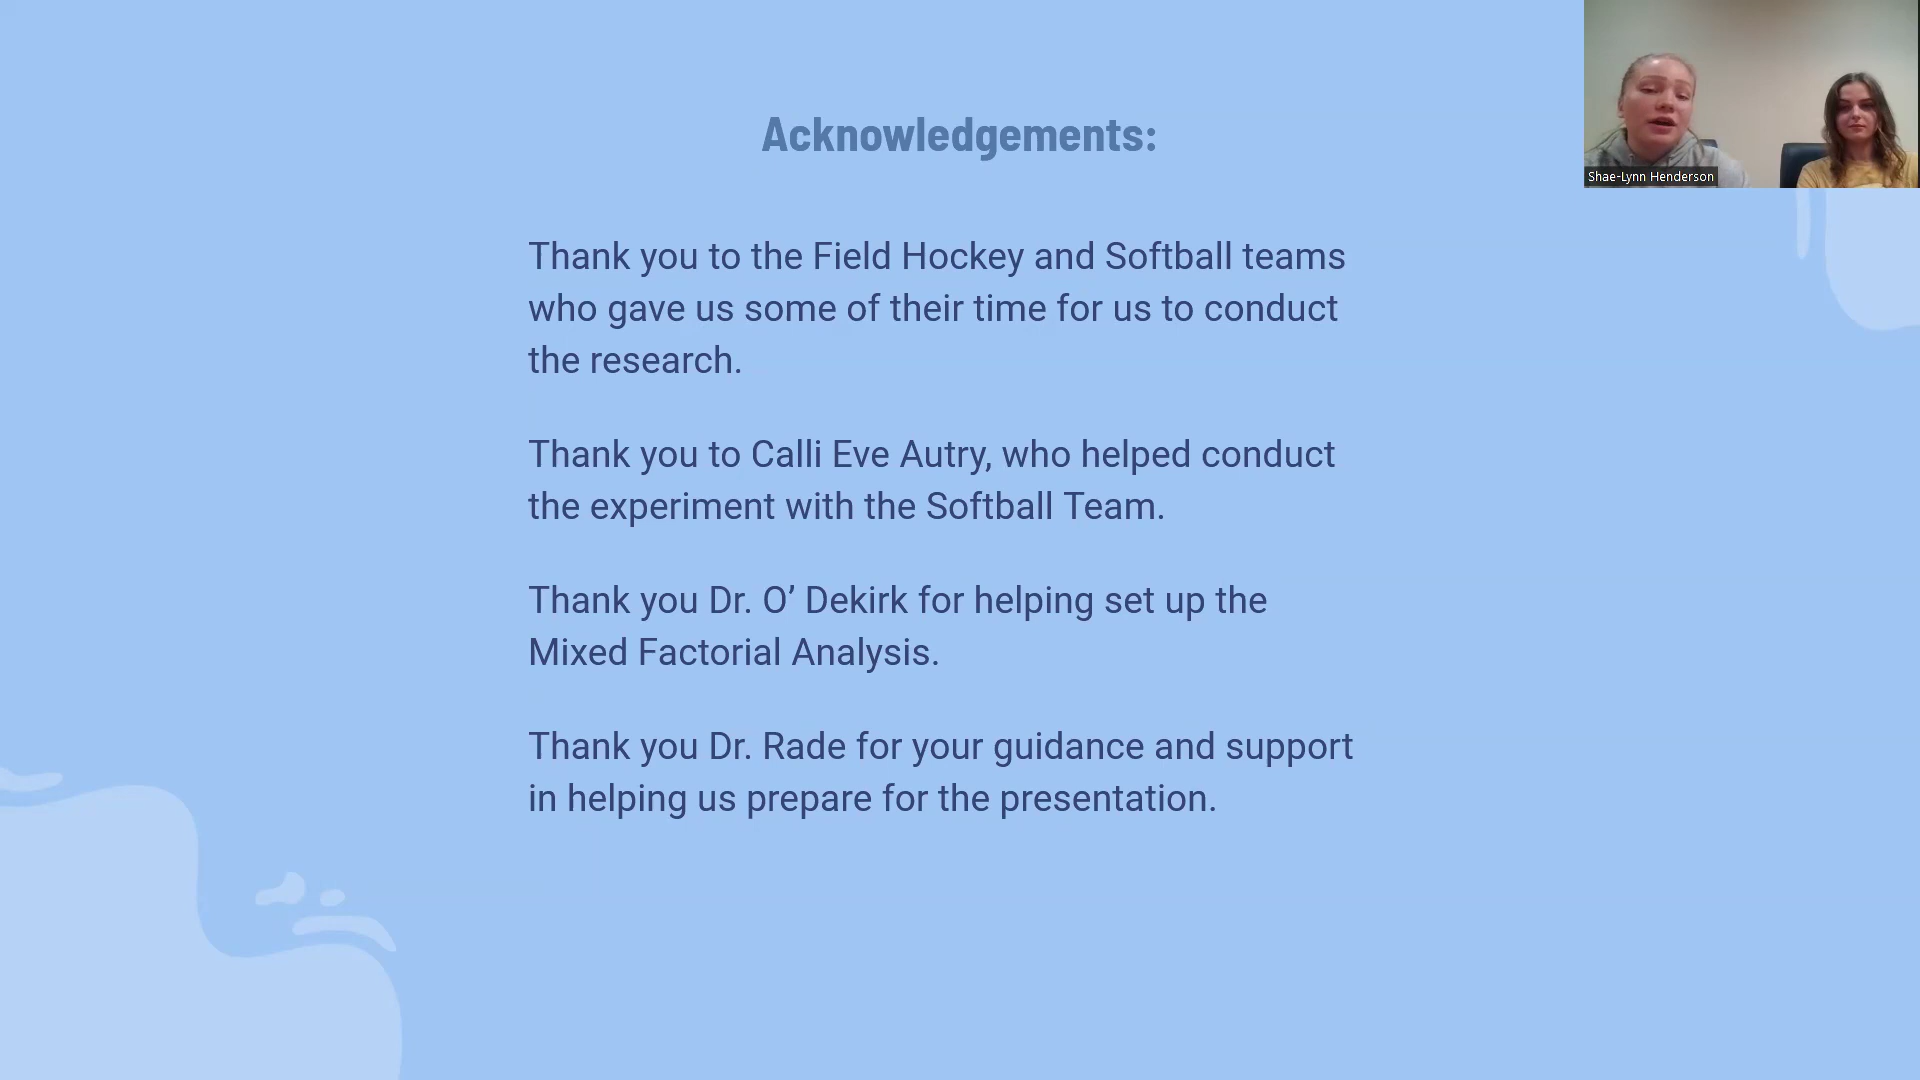 Acknowledgements:
Thank you to the Field Hockey and Softball teams
who gave us some of their time for us to conduct
the research.
Thank you to Calli Eve Autry, who helped conduct
the experiment with the Softball Team.
Thank you Dr. O’ Dekirk for helping set up the
Mixed Factorial Analysis.
Thank you Dr. Rade for your guidance and support
in helping us prepare for the presentation.
Shae-Lynn Henderson